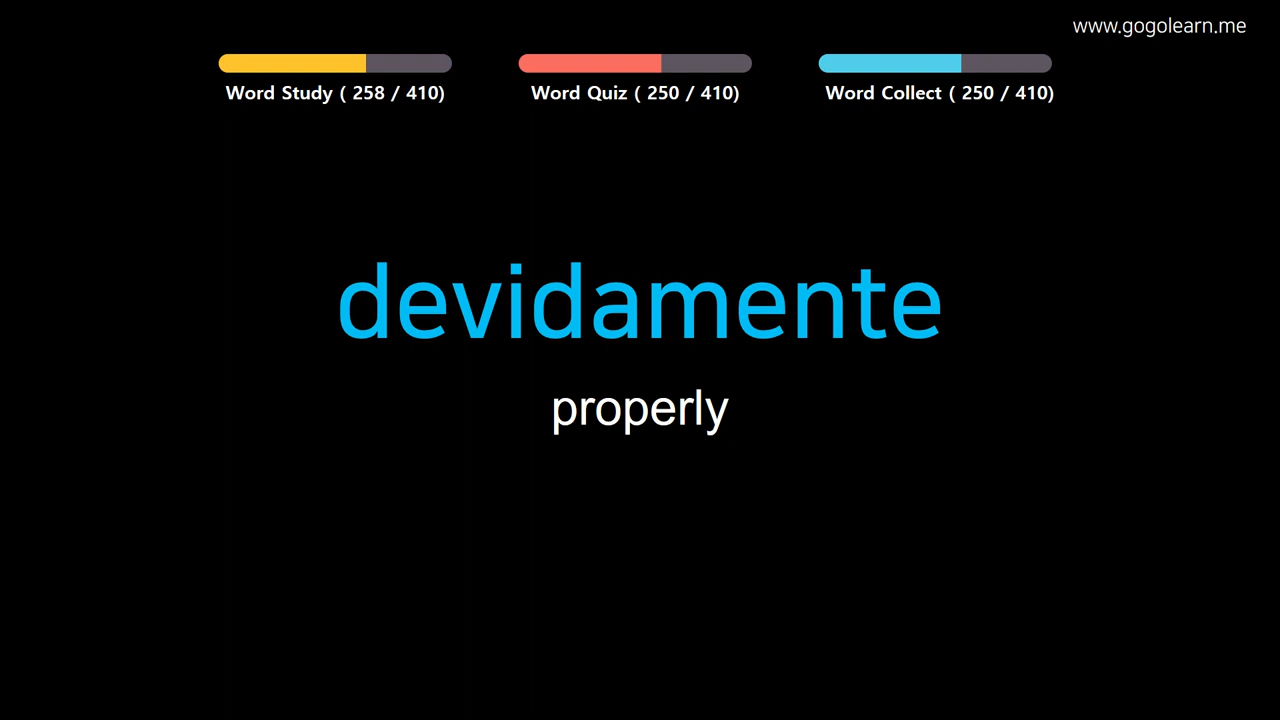 www.gogolearn.me
Word Study ( 258 / 410)
Word Quiz ( 250 / 410)
Word Collect ( 250 / 410)
devidamente
properly